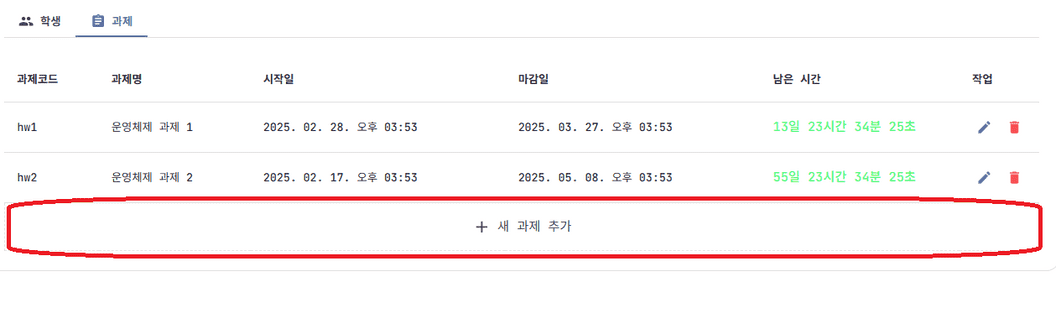 학생 과제
과제코드 과제명 시작일 마감일 남은 시간 작업
hw1 운영체제 과제 1 2025. 02. 28. 오후 03:53 2025. 03. 27. 오후 03:53 13일 23시간 34분 25초
hw2 운영체제 과제 2 2025. 02. 17. 오후 03:53 2025. 05. 08. 오후 03:53 55일 23시간 34분 25초
+ 새 과제 추가